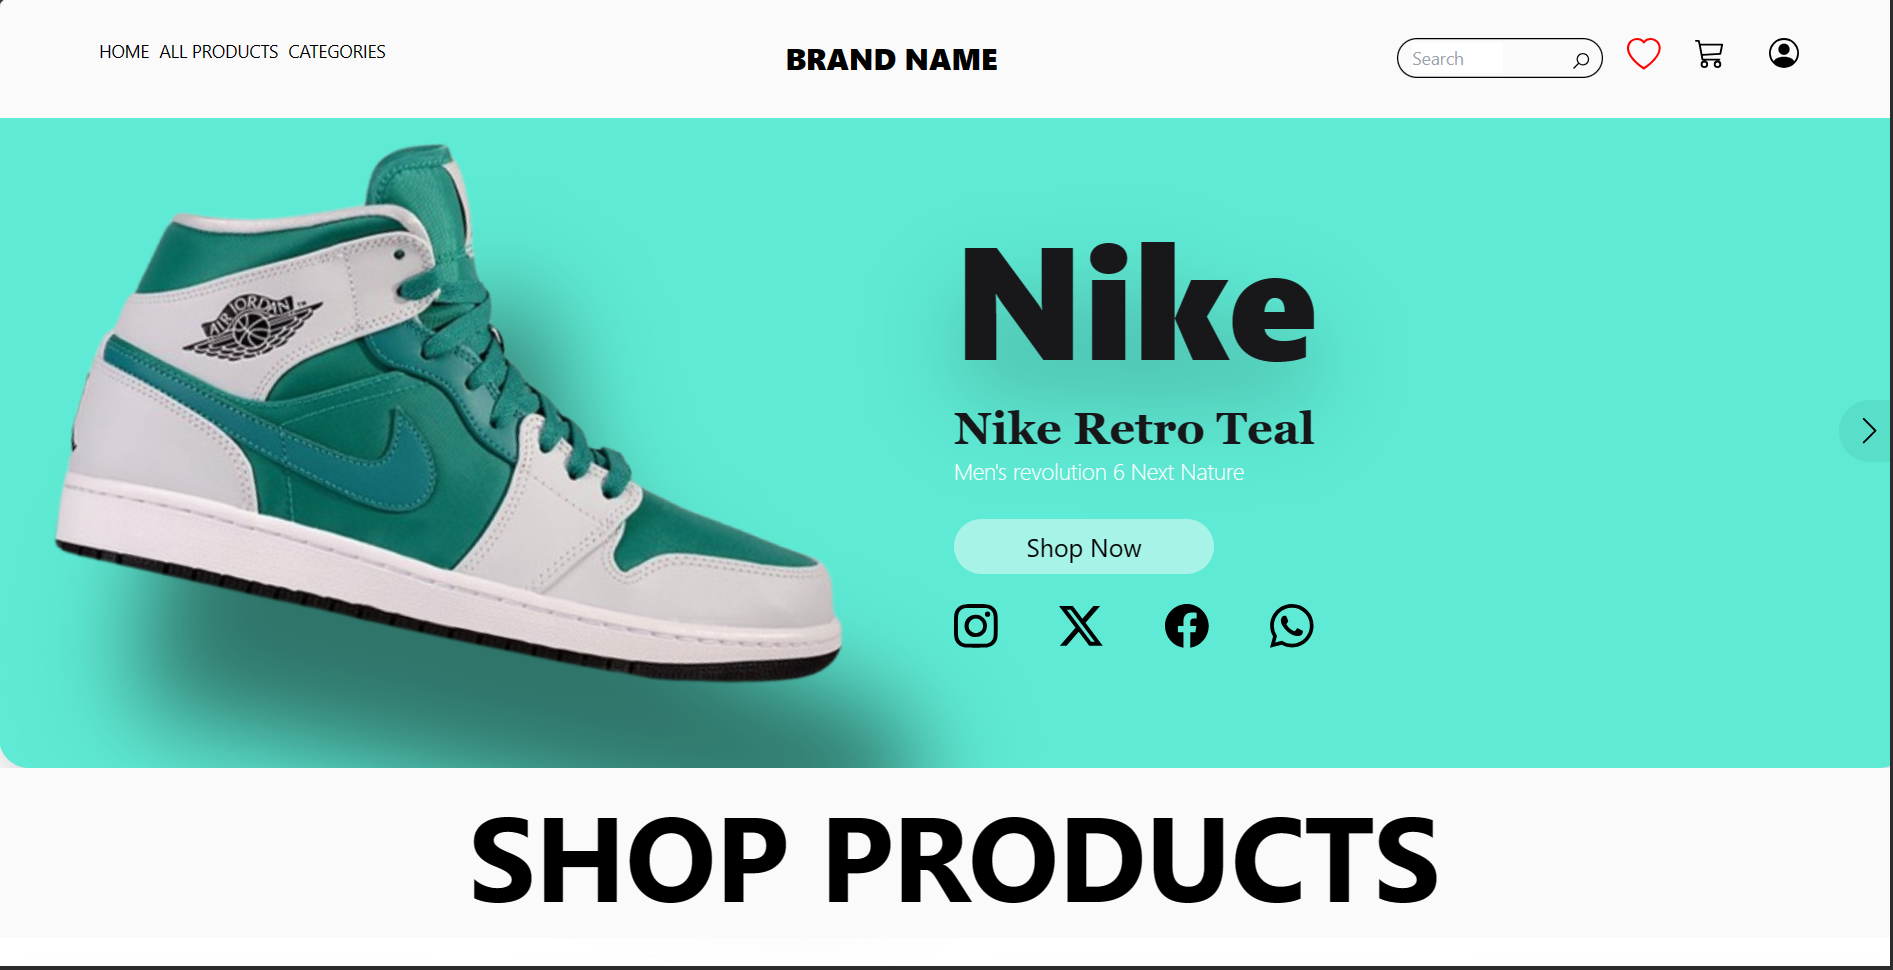 HOME ALL PRODUCTS CATEGORIES
BRAND NAME
Search
AIR JORDAN
Nike
Nike Retro Teal
Men's revolution 6 Next Nature
Shop Now
SHOP PRODUCTS